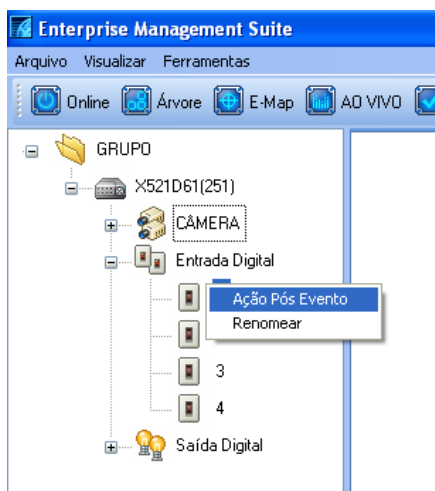 Enterprise Management Suite
Arquivo Visualizar Ferramentas
Online Árvore E-Map AO VIVO
GRUPO
X521D61(251)
CÂMERA
Entrada Digital
Ação Pós Evento
Renomear
3
4
Saída Digital